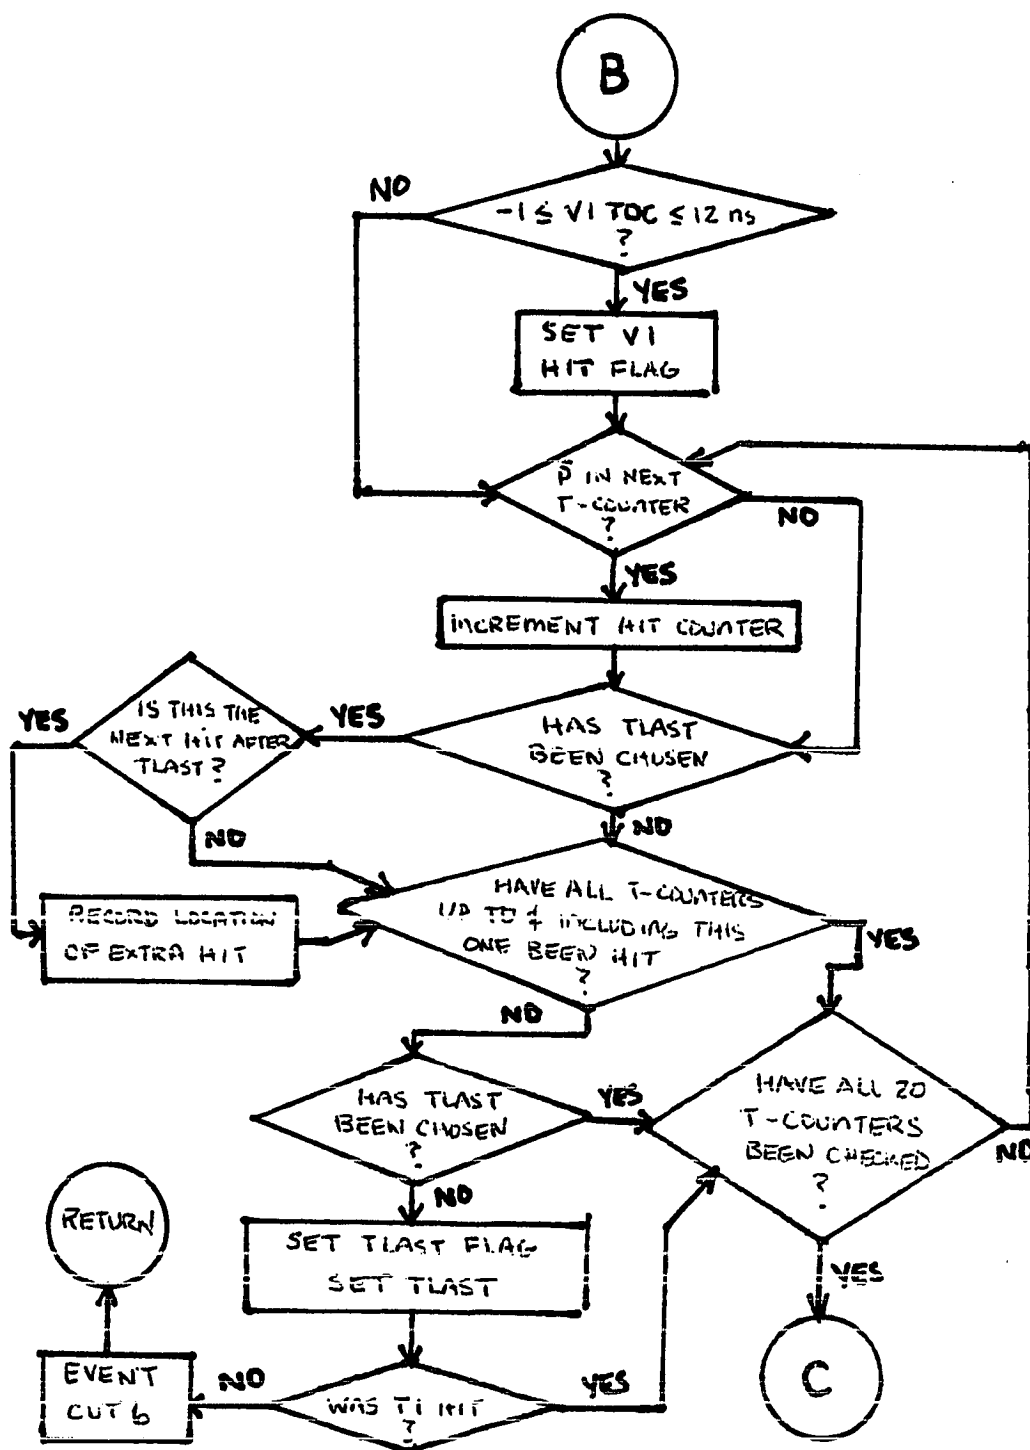 B
NO
-1 ≤ V1 TDC ≤ 12 ns
?
YES
SET V1
HIT FLAG
P̄ IN NEXT
T-COUNTER
?
NO
YES
INCREMENT HIT COUNTER
YES
IS THIS THE
NEXT HIT AFTER
TLAST?
YES
HAS TLAST
BEEN CHOSEN
?
NO
NO
HAVE ALL T-COUNTERS
UP TO & INCLUDING THIS
ONE BEEN HIT
?
YES
RECORD LOCATION
OF EXTRA HIT
NO
HAS TLAST
BEEN CHOSEN
?
YES
HAVE ALL 20
T-COUNTERS
BEEN CHECKED
?
NO
NO
RETURN
SET TLAST FLAG
SET TLAST
YES
EVENT
CUT 6
NO
WAS T1 HIT
?
YES
C